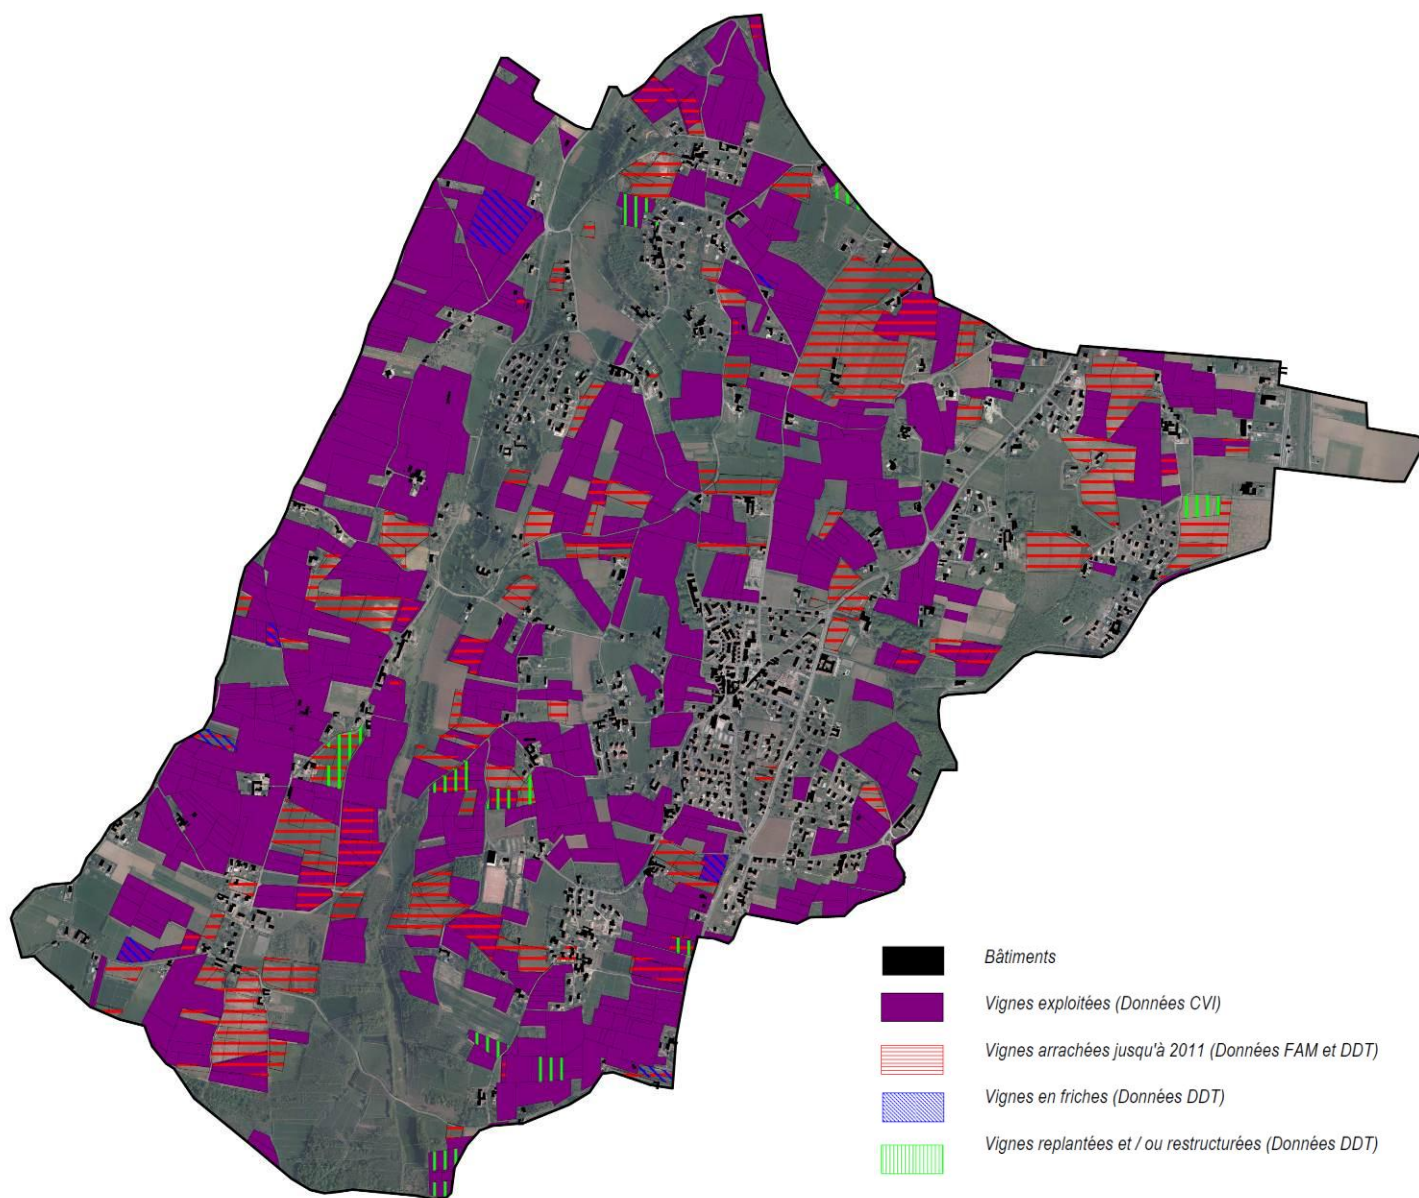 Bâtiments
Vignes exploitées (Données CVI)
Vignes arrachées jusqu'à 2011 (Données FAM et DDT)
Vignes en friches (Données DDT)
Vignes replantées et / ou restructurées (Données DDT)